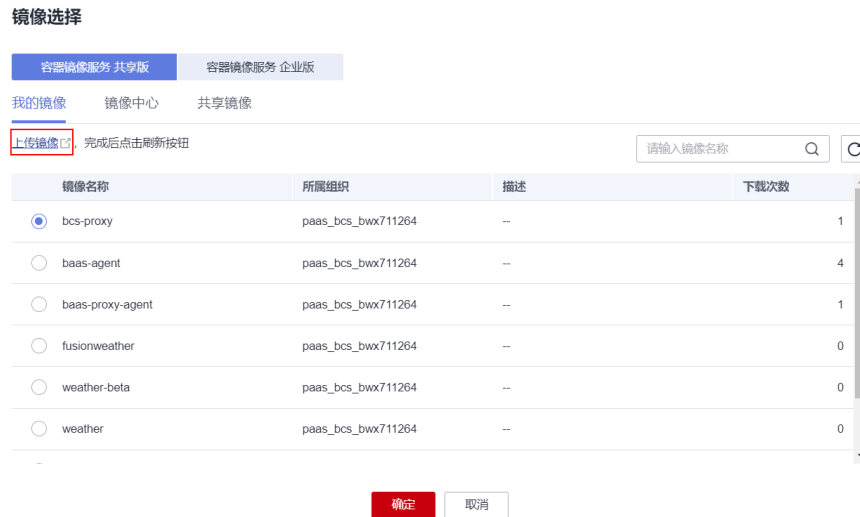 镜像选择
容器镜像服务 共享版 容器镜像服务 企业版
我的镜像 镜像中心 共享镜像
上传镜像，完成后点击刷新按钮 请输入镜像名称
镜像名称 所属组织 描述 下载次数
bcs-proxy paas_bcs_bwx711264 -- 1
baas-agent paas_bcs_bwx711264 -- 4
baas-proxy-agent paas_bcs_bwx711264 -- 1
fusionweather paas_bcs_bwx711264 -- 0
weather-beta paas_bcs_bwx711264 -- 0
weather paas_bcs_bwx711264 -- 0
确定 取消